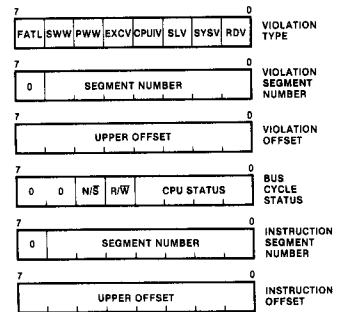 7 0
FATL SWW PWW EXCV CPUIV SLV SYSV RDV
VIOLATION
TYPE
7 0
0 SEGMENT NUMBER
VIOLATION
SEGMENT
NUMBER
7 0
UPPER OFFSET
VIOLATION
OFFSET
7 0
0 0 N/S̅ R/W̅ CPU STATUS
BUS
CYCLE
STATUS
7 0
0 SEGMENT NUMBER
INSTRUCTION
SEGMENT
NUMBER
7 0
UPPER OFFSET
INSTRUCTION
OFFSET